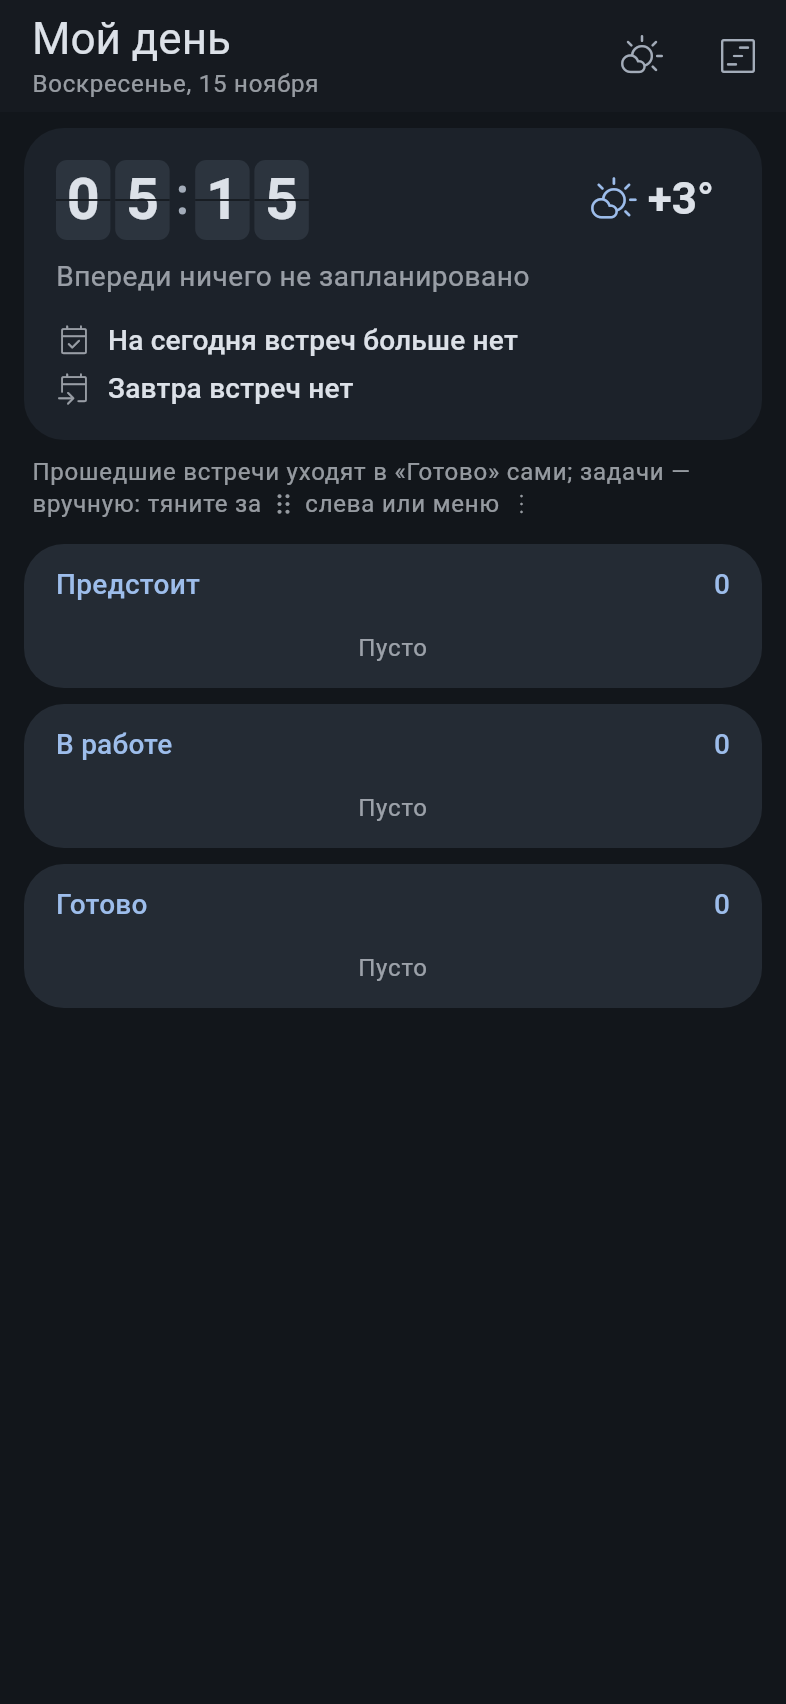 Мой день
Воскресенье, 15 ноября
05:15
+3°
Впереди ничего не запланировано
На сегодня встреч больше нет
Завтра встреч нет
Прошедшие встречи уходят в «Готово» сами; задачи —
вручную: тяните за ⠿ слева или меню ⋮
Предстоит 0
Пусто
В работе 0
Пусто
Готово 0
Пусто